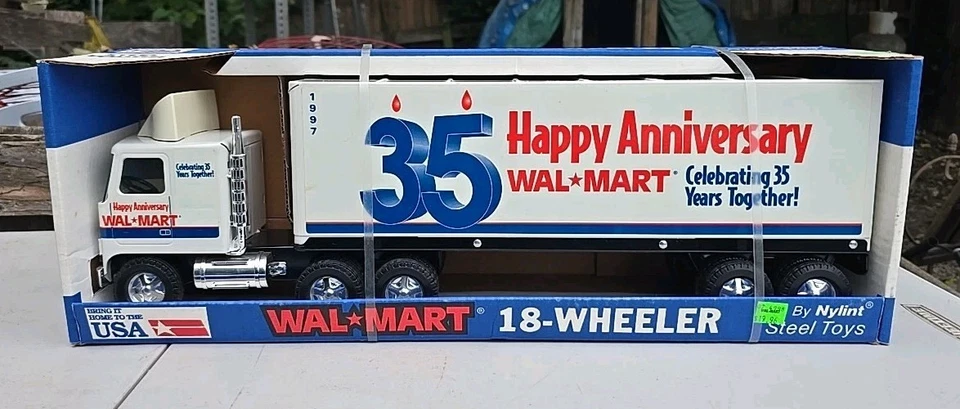 1997
35
Happy Anniversary
WAL★MART®
Celebrating 35
Years Together!
Celebrating 35
Years Together!
Happy Anniversary
WAL★MART
BRING IT
HOME TO THE
USA
WAL★MART® 18-WHEELER
By Nylint®
Steel Toys